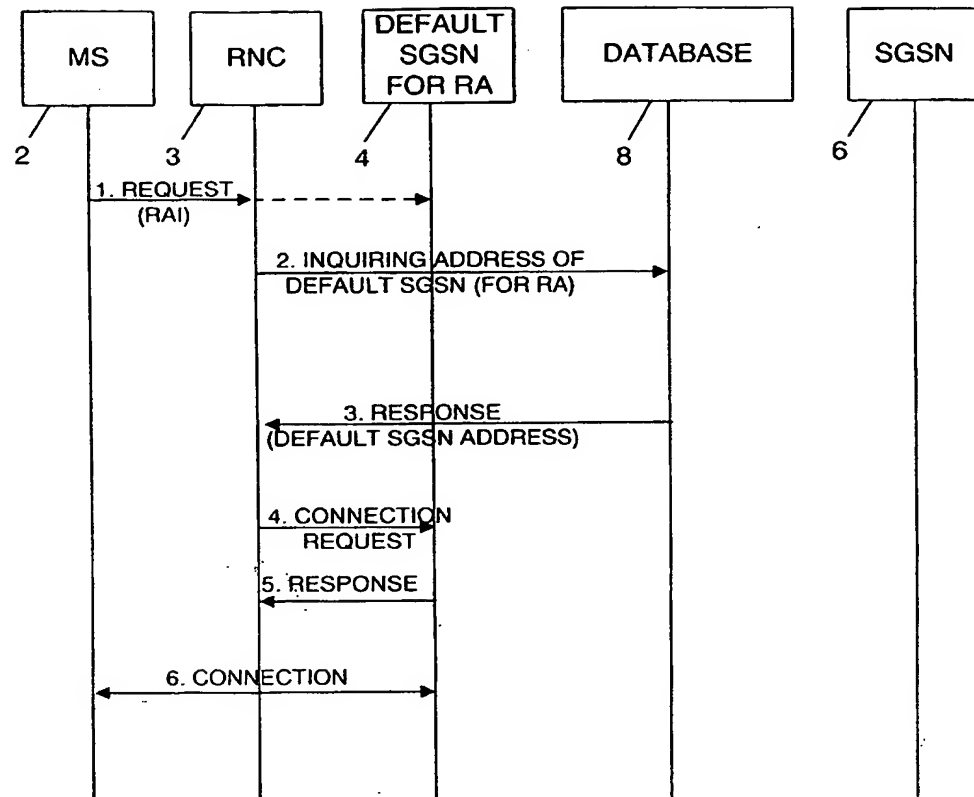 MS
RNC
DEFAULT
SGSN
FOR RA
DATABASE
SGSN
2
3
4
8
6
1. REQUEST
(RAI)
2. INQUIRING ADDRESS OF
DEFAULT SGSN (FOR RA)
3. RESPONSE
(DEFAULT SGSN ADDRESS)
4. CONNECTION
REQUEST
5. RESPONSE
6. CONNECTION